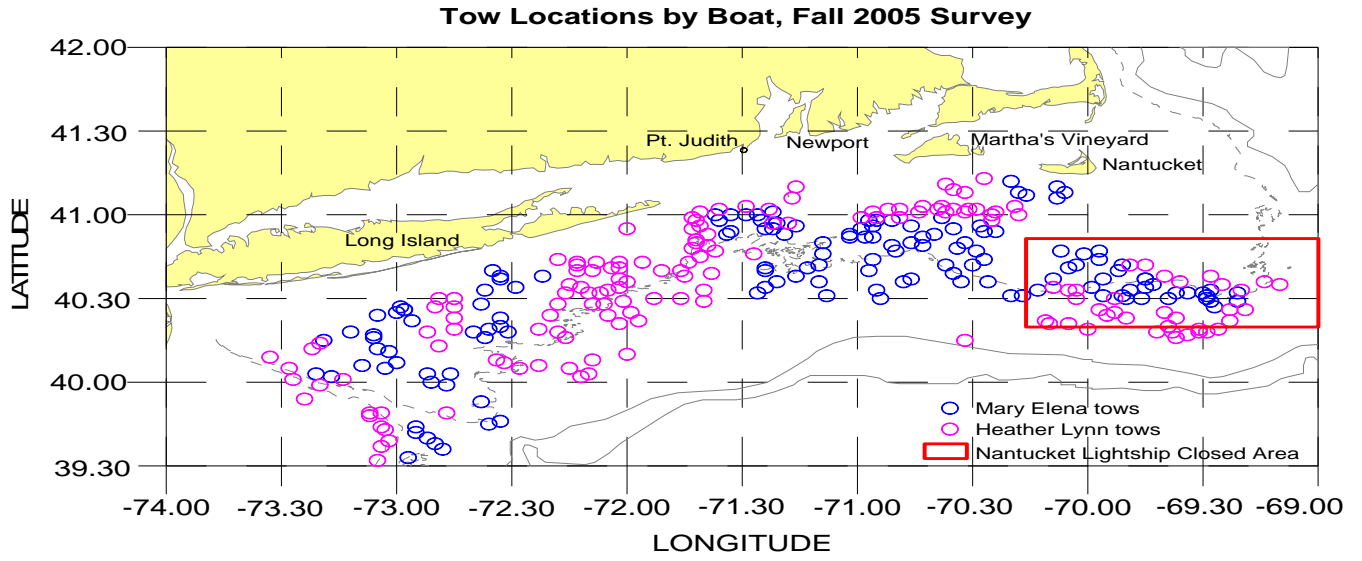 Tow Locations by Boat, Fall 2005 Survey
42.00
41.30
41.00
40.30
40.00
39.30
LATITUDE
Pt. Judith
Newport
Martha's Vineyard
Nantucket
Long Island
Mary Elena tows
Heather Lynn tows
Nantucket Lightship Closed Area
-74.00 -73.30 -73.00 -72.30 -72.00 -71.30 -71.00 -70.30 -70.00 -69.30 -69.00
LONGITUDE